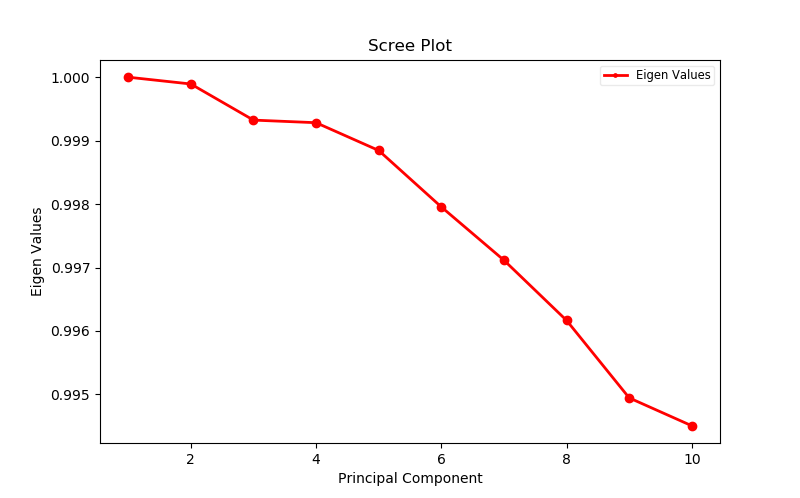 Scree Plot
Eigen Values
1.000
0.999
0.998
0.997
0.996
0.995
Eigen Values
2 4 6 8 10
Principal Component